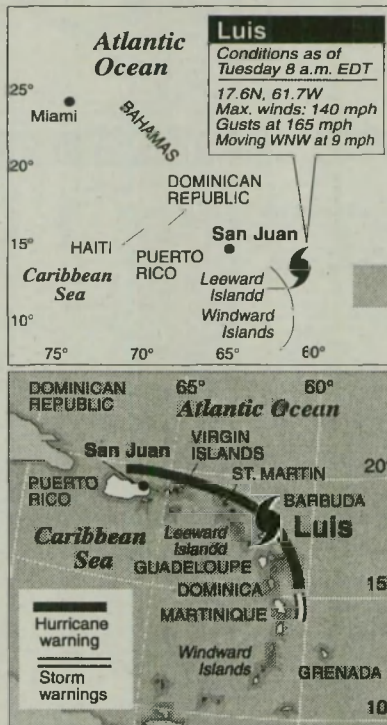 Atlantic
Ocean
Luis
Conditions as of
Tuesday 8 a.m. EDT
17.6N, 61.7W
Max. winds: 140 mph
Gusts at 165 mph
Moving WNW at 9 mph
25°
Miami
BAHAMAS
20°
DOMINICAN
REPUBLIC
San Juan
15°
HAITI
PUERTO
RICO
Caribbean
Sea
Leeward
Islandd
Windward
Islands
10°
75°
70°
65°
60°
DOMINICAN
REPUBLIC
65°
60°
Atlantic Ocean
San Juan
VIRGIN
ISLANDS
ST. MARTIN
20°
PUERTO
RICO
BARBUDA
Luis
Caribbean
Sea
Leeward
Islandd
GUADELOUPE
DOMINICA
15°
MARTINIQUE
Hurricane
warning
Storm
warnings
Windward
Islands
GRENADA
10